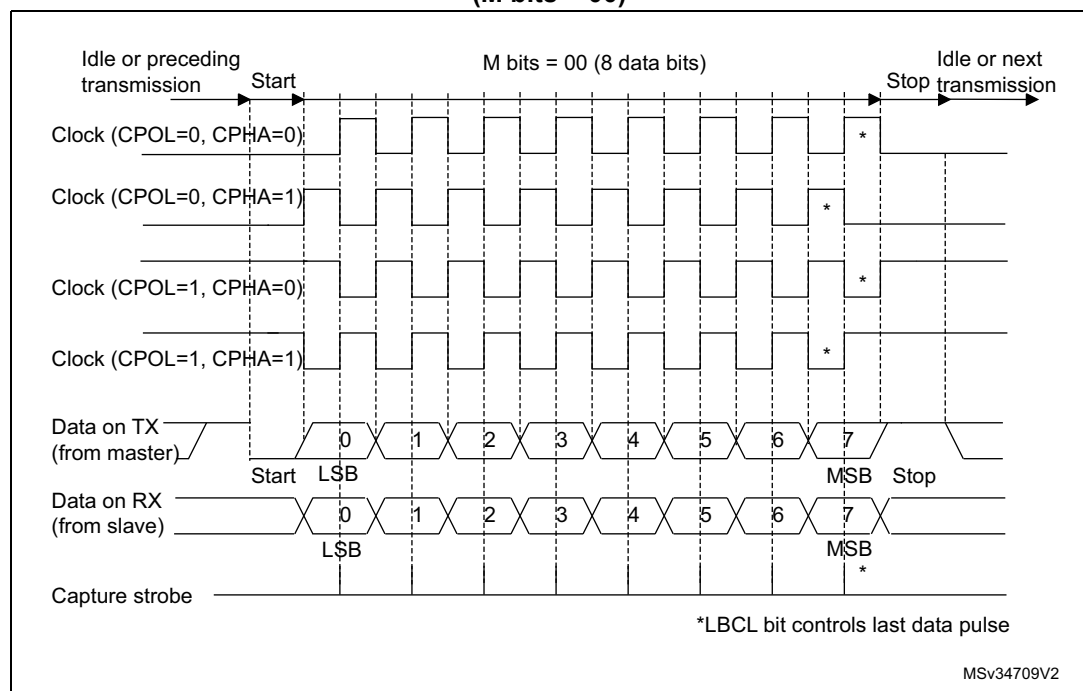 Idle or preceding
transmission
Start
M bits = 00 (8 data bits)
Stop
Idle or next
transmission
Clock (CPOL=0, CPHA=0)
*
Clock (CPOL=0, CPHA=1)
*
Clock (CPOL=1, CPHA=0)
*
Clock (CPOL=1, CPHA=1)
*
Data on TX
(from master)
0 1 2 3 4 5 6 7
Start LSB MSB Stop
Data on RX
(from slave)
0 1 2 3 4 5 6 7
LSB MSB
*
Capture strobe
*LBCL bit controls last data pulse
MSv34709V2